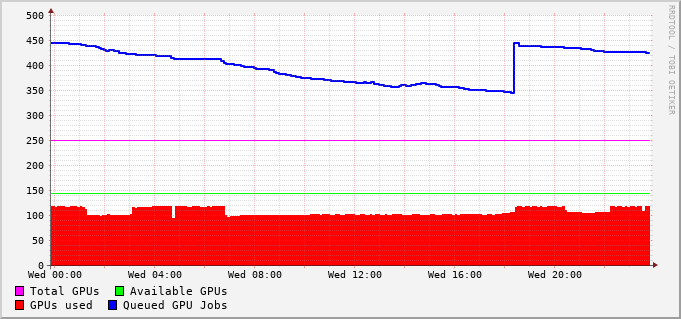 RRDTOOL / TOBI OETIKER
500
450
400
350
300
250
200
150
100
50
0
Wed 00:00 Wed 04:00 Wed 08:00 Wed 12:00 Wed 16:00 Wed 20:00
Total GPUs Available GPUs
GPUs used Queued GPU Jobs